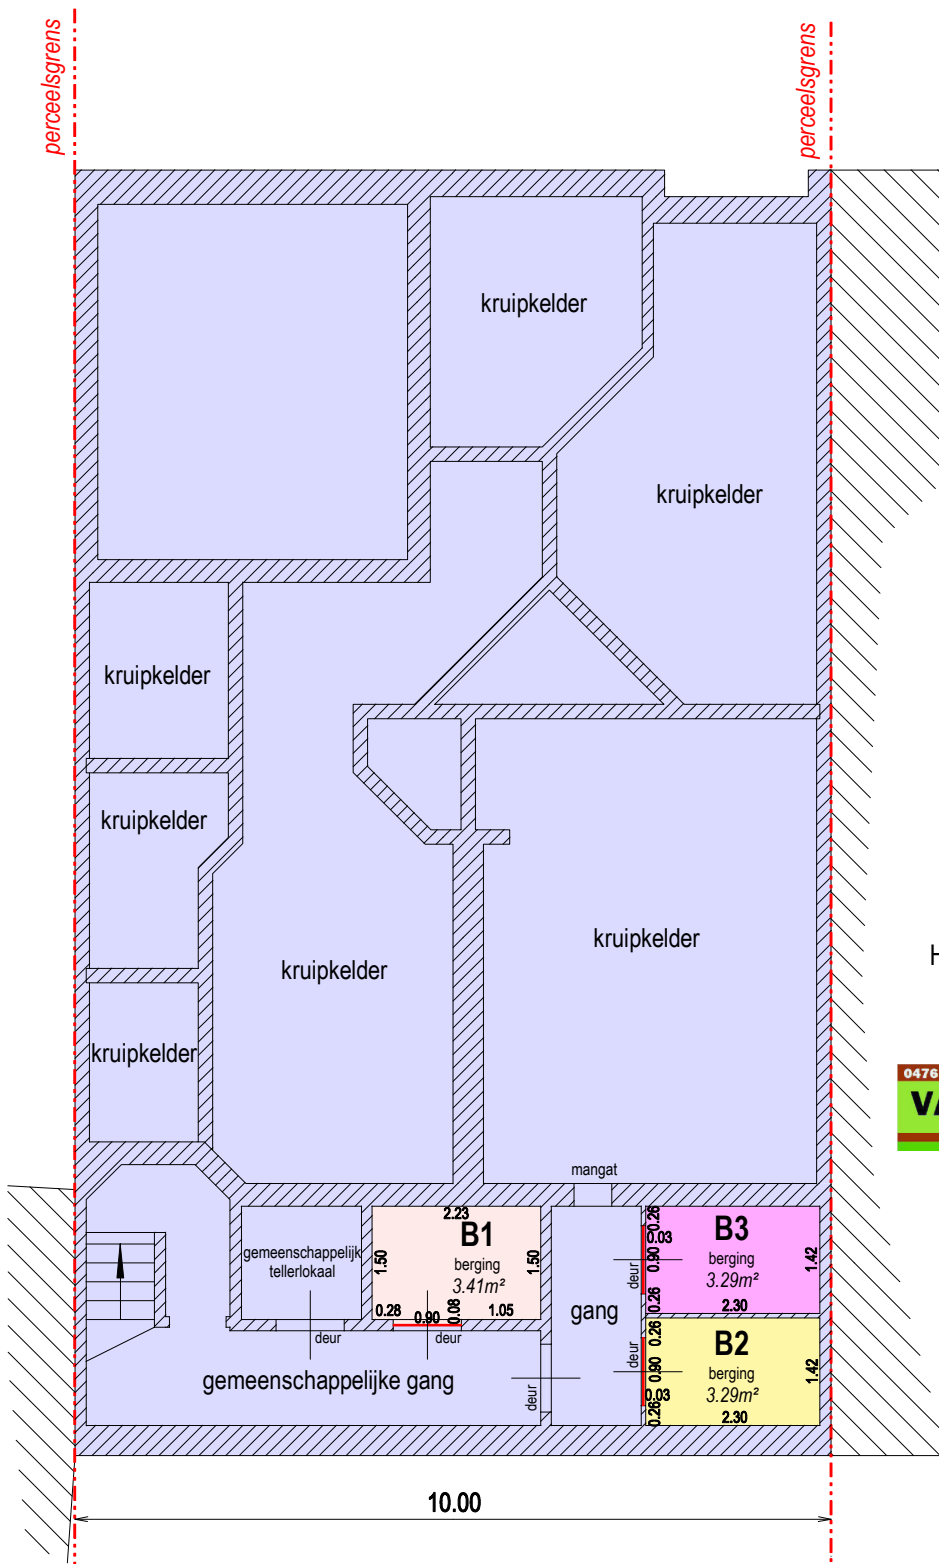 perceelsgrens
perceelsgrens
kruipkelder
kruipkelder
kruipkelder
kruipkelder
kruipkelder
kruipkelder
kruipkelder
H
0476
VA
mangat
2.23
B1
berging
3.41m²
1.50
1.50
0.28
0.90
0.08
1.05
deur
gemeenschappelijk
tellerlokaal
deur
gang
0.26
0.03
0.90
0.26
deur
B3
berging
3.29m²
2.30
1.42
0.26
0.90
0.03
0.26
deur
B2
berging
3.29m²
2.30
1.42
gemeenschappelijke gang
deur
10.00